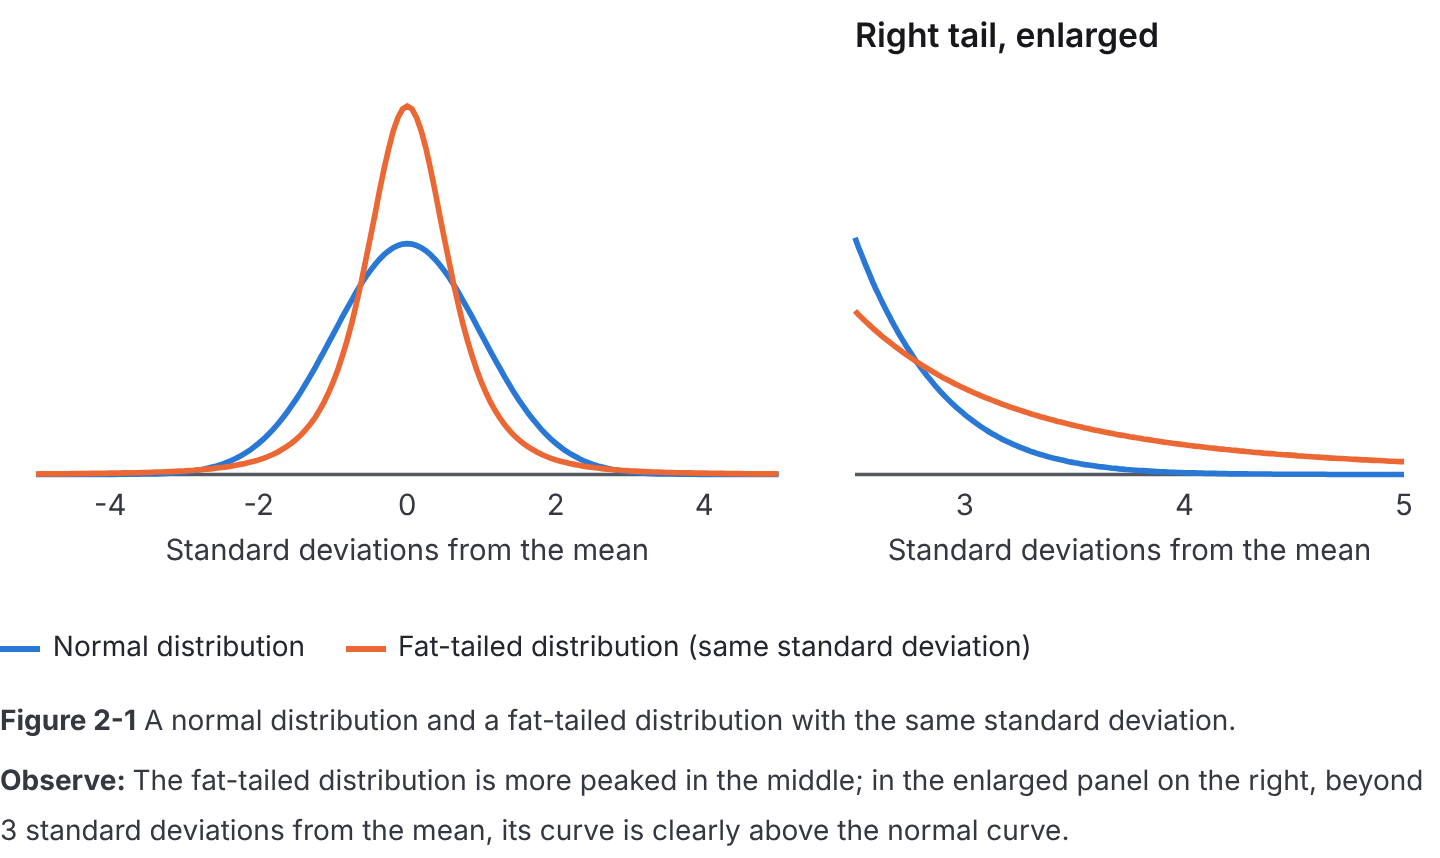 Right tail, enlarged
-4 -2 0 2 4
Standard deviations from the mean
3 4 5
Standard deviations from the mean
Normal distribution
Fat-tailed distribution (same standard deviation)
Figure 2-1 A normal distribution and a fat-tailed distribution with the same standard deviation.
Observe: The fat-tailed distribution is more peaked in the middle; in the enlarged panel on the right, beyond
3 standard deviations from the mean, its curve is clearly above the normal curve.